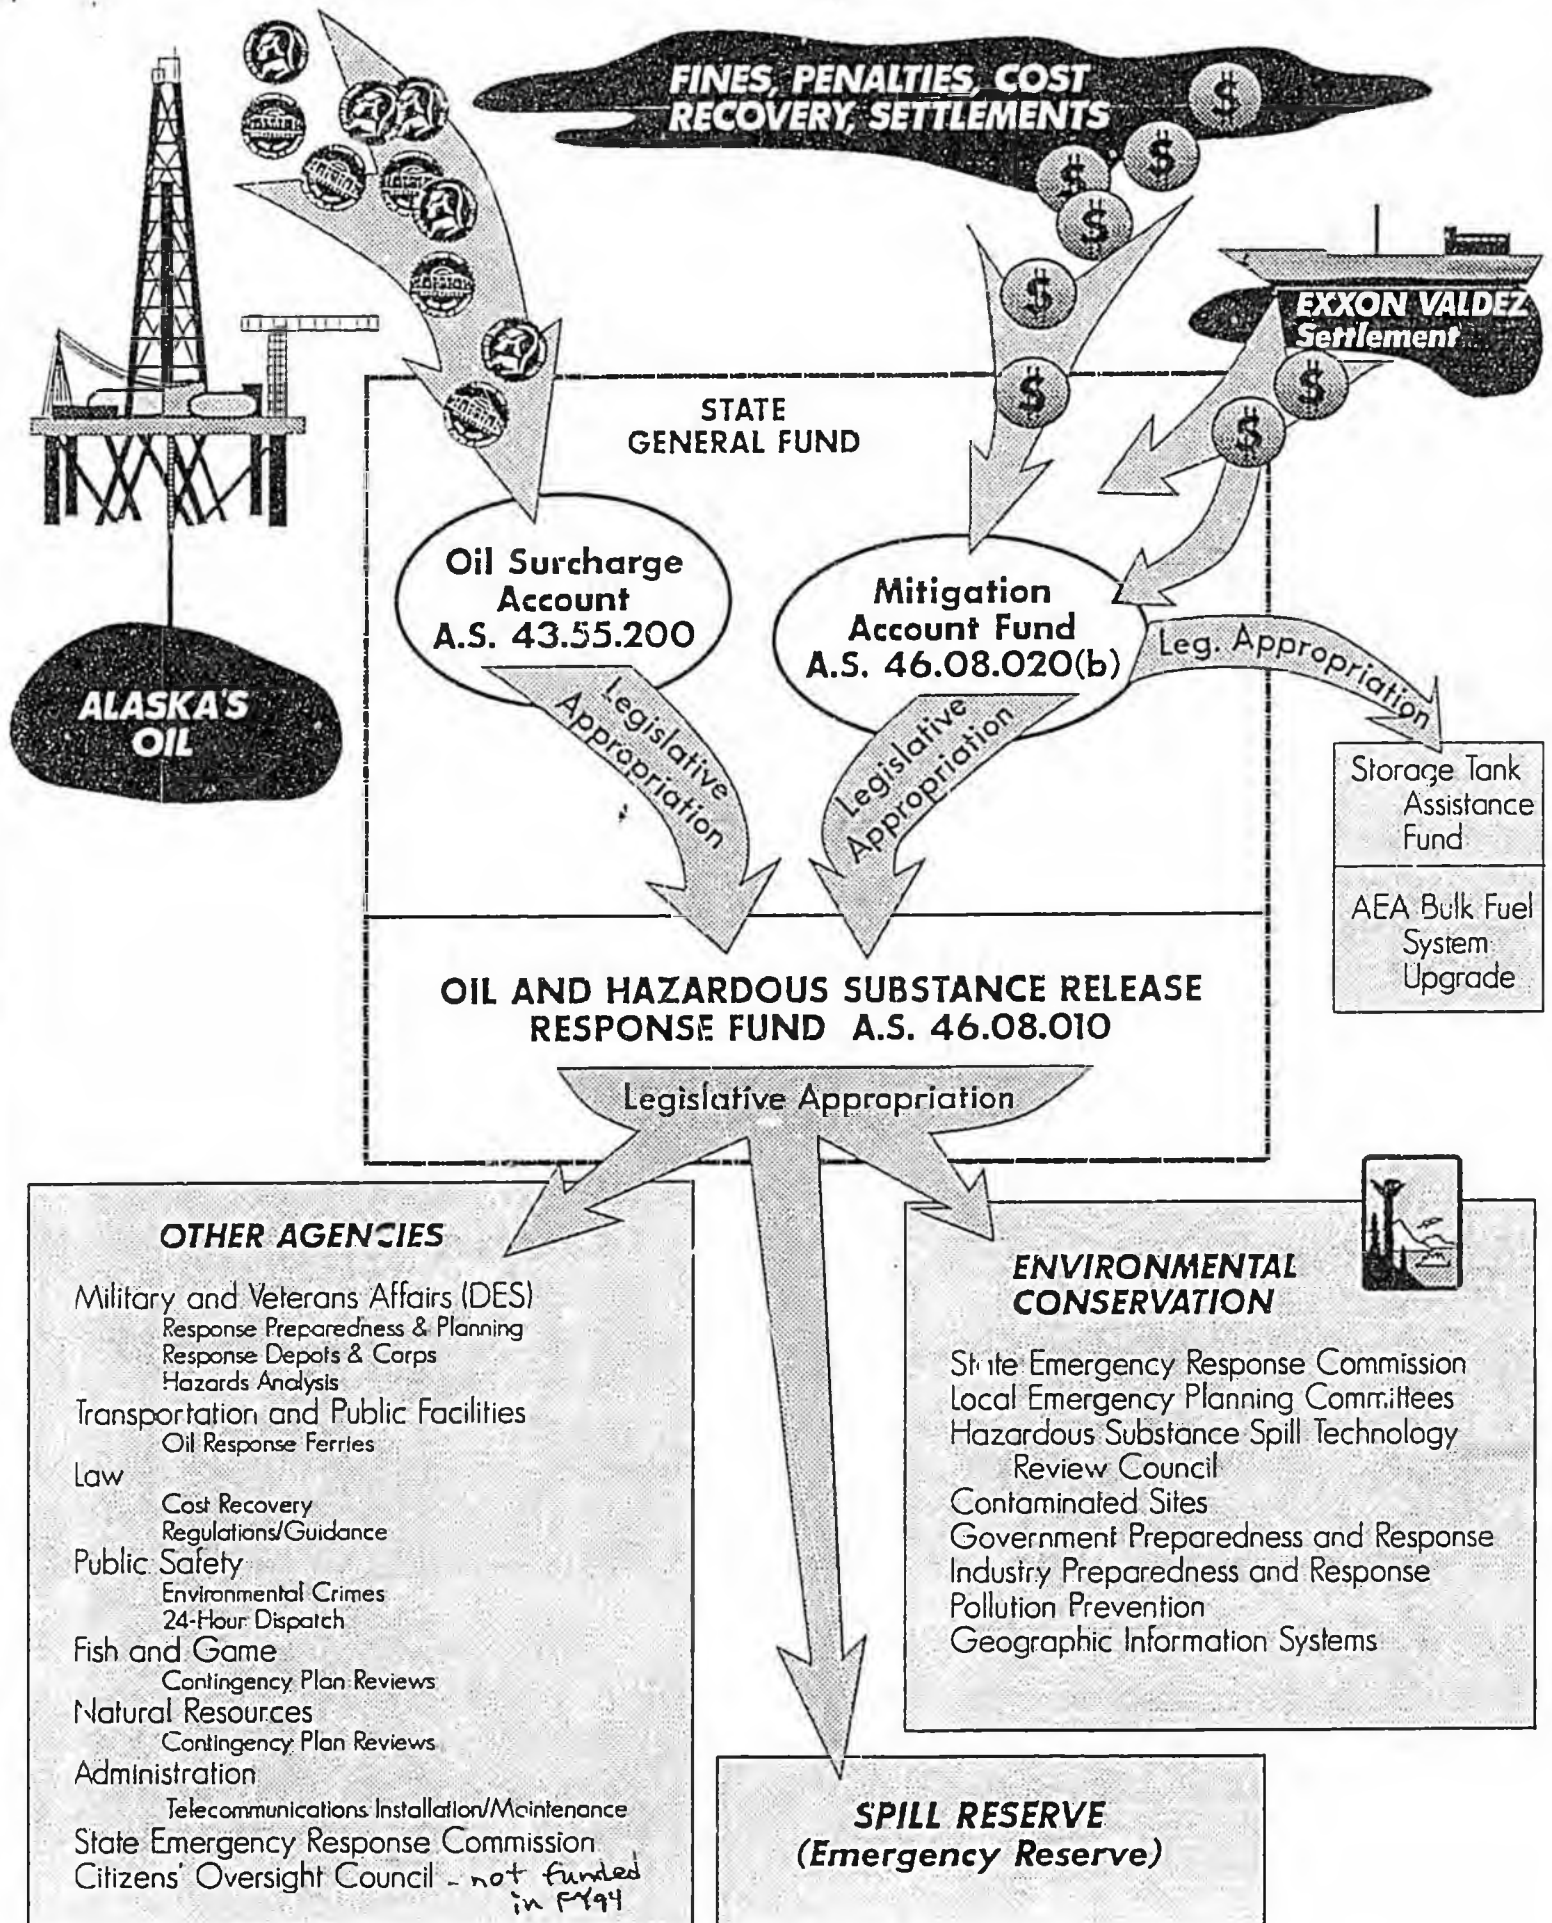 FINES, PENALTIES, COST
RECOVERY, SETTLEMENTS
EXXON VALDEZ
Settlement
STATE
GENERAL FUND
Oil Surcharge
Account
A.S. 43.55.200
Mitigation
Account Fund
A.S. 46.08.020(b)
ALASKA'S
OIL
Legislative
Appropriation
Legislative
Appropriation
Leg. Appropriation
Storage Tank
Assistance
Fund
AEA Bulk Fuel
System
Upgrade
OIL AND HAZARDOUS SUBSTANCE RELEASE
RESPONSE FUND A.S. 46.08.010
Legislative Appropriation
OTHER AGENCIES
Military and Veterans Affairs (DES)
Response Preparedness & Planning
Response Depots & Corps
Hazards Analysis
Transportation and Public Facilities
Oil Response Ferries
Law
Cost Recovery
Regulations/Guidance
Public Safety
Environmental Crimes
24-Hour Dispatch
Fish and Game
Contingency Plan Reviews
Natural Resources
Contingency Plan Reviews
Administration
Telecommunications Installation/Maintenance
State Emergency Response Commission
Citizens' Oversight Council - not funded
in FY94
ENVIRONMENTAL
CONSERVATION
State Emergency Response Commission
Local Emergency Planning Committees
Hazardous Substance Spill Technology
Review Council
Contaminated Sites
Government Preparedness and Response
Industry Preparedness and Response
Pollution Prevention
Geographic Information Systems
SPILL RESERVE
(Emergency Reserve)